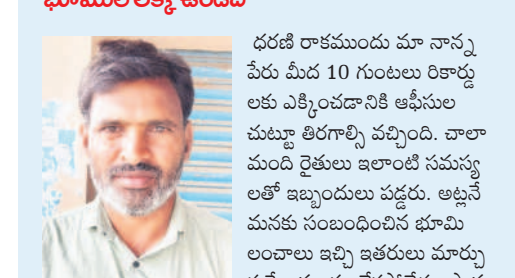 ధరణి రాకముందు మా నాన్న
పేరు మీద 10 గుంటలు రికార్డు
లకు ఎక్కించడానికి ఆఫీసుల
చుట్టూ తిరగాల్సి వచ్చింది. చాలా
మంది రైతులు ఇలాంటి సమస్య
లతో ఇబ్బందులు పడ్డరు. అట్లనే
మనకు సంబంధించిన భూమి
లంచాలు ఇచ్చి ఇతరులు మార్చు